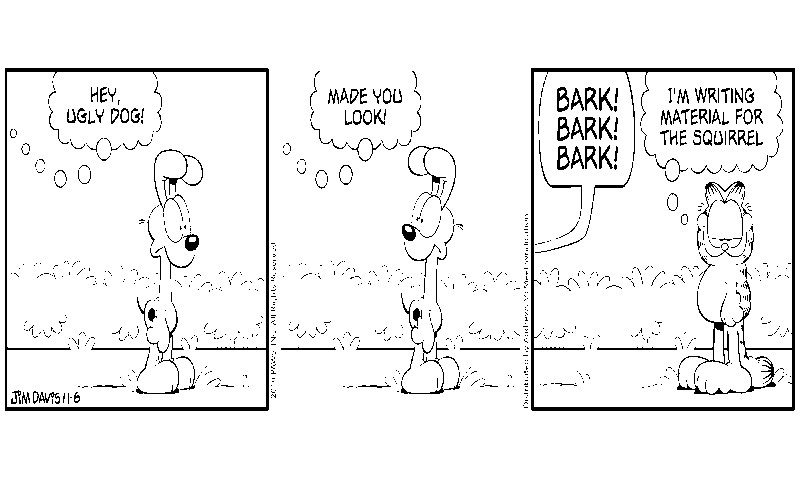 HEY,
UGLY DOG!
JIM DAVIS 11-6
MADE YOU
LOOK!
BARK!
BARK!
BARK!
I'M WRITING
MATERIAL FOR
THE SQUIRREL